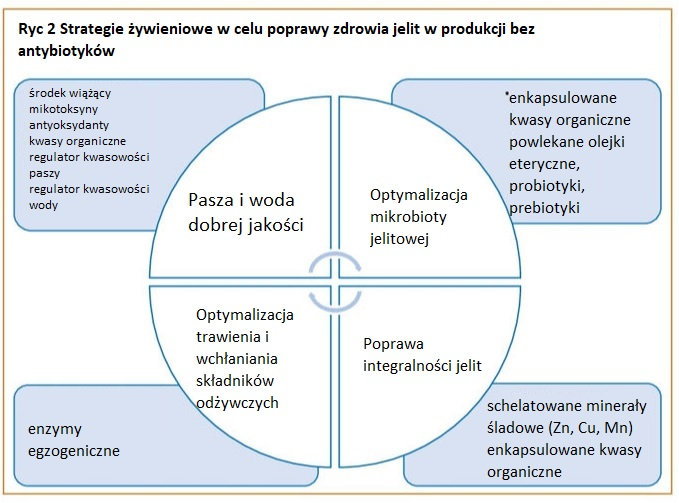 Ryc 2 Strategie żywieniowe w celu poprawy zdrowia jelit w produkcji bez
antybiotyków
środek wiążący
mikotoksyny
antyoksydanty
kwasy organiczne
regulator kwasowości
paszy
regulator kwasowości
wody
•enkapsulowane
kwasy organiczne
powlekane olejki
eteryczne,
probiotyki,
prebiotyki
Pasza i woda
dobrej jakości
Optymalizacja
mikrobioty
jelitowej
Optymalizacja
trawienia i
wchłaniania
składników
odżywczych
Poprawa
integralności jelit
enzymy
egzogeniczne
schelatowane minerały
śladowe (Zn, Cu, Mn)
enkapsulowane kwasy
organiczne